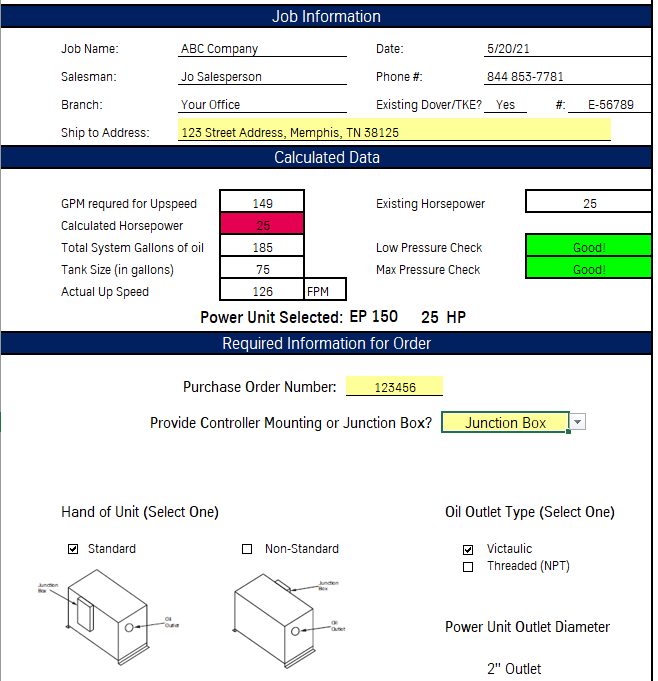 Job Information
Job Name: ABC Company Date: 5/20/21
Salesman: Jo Salesperson Phone #: 844 853-7781
Branch: Your Office Existing Dover/TKE? Yes #: E-56789
Ship to Address: 123 Street Address, Memphis, TN 38125
Calculated Data
GPM requred for Upspeed 149 Existing Horsepower 25
Calculated Horsepower 25
Total System Gallons of oil 185 Low Pressure Check Good!
Tank Size (in gallons) 75 Max Pressure Check Good!
Actual Up Speed 126 FPM
Power Unit Selected: EP 150 25 HP
Required Information for Order
Purchase Order Number: 123456
Provide Controller Mounting or Junction Box? Junction Box
Hand of Unit (Select One) Oil Outlet Type (Select One)
Standard Non-Standard Victaulic
Threaded (NPT)
Junction Box
Oil Outlet
Junction Box
Oil Outlet
Power Unit Outlet Diameter
2" Outlet